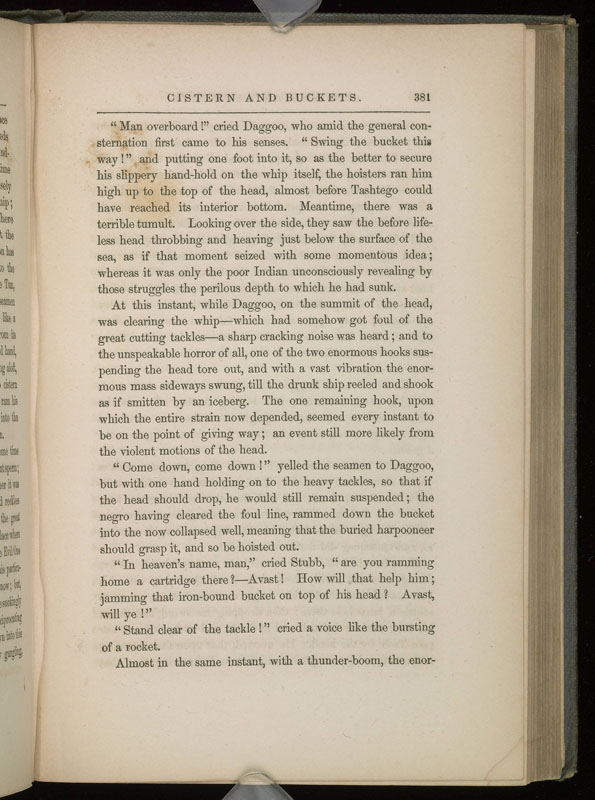 CISTERN AND BUCKETS. 381
“Man overboard!” cried Daggoo, who amid the general con-
sternation first came to his senses. “Swing the bucket this
way!” and putting one foot into it, so as the better to secure
his slippery hand-hold on the whip itself, the hoisters ran him
high up to the top of the head, almost before Tashtego could
have reached its interior bottom. Meantime, there was a
terrible tumult. Looking over the side, they saw the before life-
less head throbbing and heaving just below the surface of the
sea, as if that moment seized with some momentous idea;
whereas it was only the poor Indian unconsciously revealing by
those struggles the perilous depth to which he had sunk.
At this instant, while Daggoo, on the summit of the head,
was clearing the whip—which had somehow got foul of the
great cutting tackles—a sharp cracking noise was heard; and to
the unspeakable horror of all, one of the two enormous hooks sus-
pending the head tore out, and with a vast vibration the enor-
mous mass sideways swung, till the drunk ship reeled and shook
as if smitten by an iceberg. The one remaining hook, upon
which the entire strain now depended, seemed every instant to
be on the point of giving way; an event still more likely from
the violent motions of the head.
“Come down, come down!” yelled the seamen to Daggoo,
but with one hand holding on to the heavy tackles, so that if
the head should drop, he would still remain suspended; the
negro having cleared the foul line, rammed down the bucket
into the now collapsed well, meaning that the buried harpooneer
should grasp it, and so be hoisted out.
“In heaven’s name, man,” cried Stubb, “are you ramming
home a cartridge there?—Avast! How will that help him;
jamming that iron-bound bucket on top of his head? Avast,
will ye!”
“Stand clear of the tackle!” cried a voice like the bursting
of a rocket.
Almost in the same instant, with a thunder-boom, the enor-